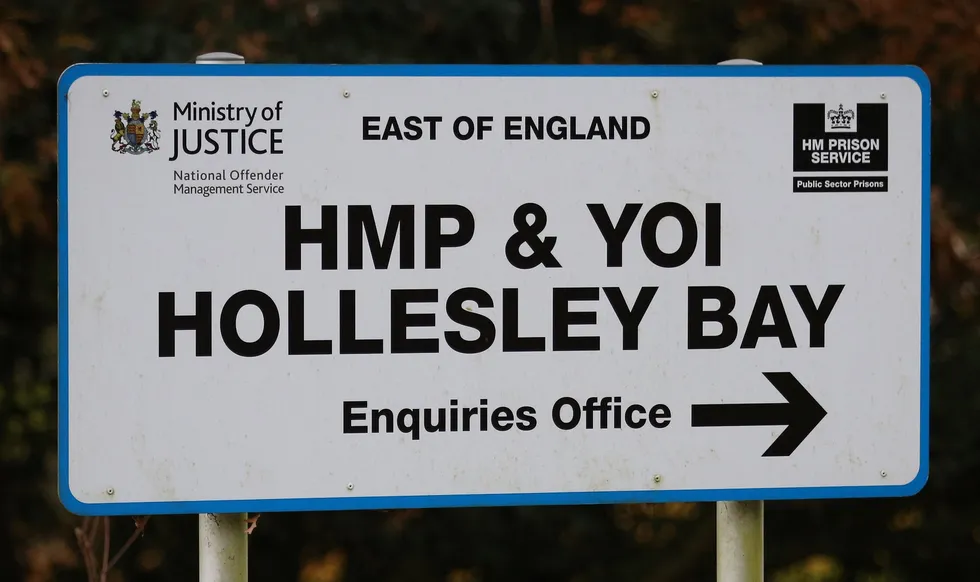 Ministry of
JUSTICE
National Offender
Management Service
EAST OF ENGLAND
HM PRISON
SERVICE
Public Sector Prisons
HMP & YOI
HOLLESLEY BAY
Enquiries Office